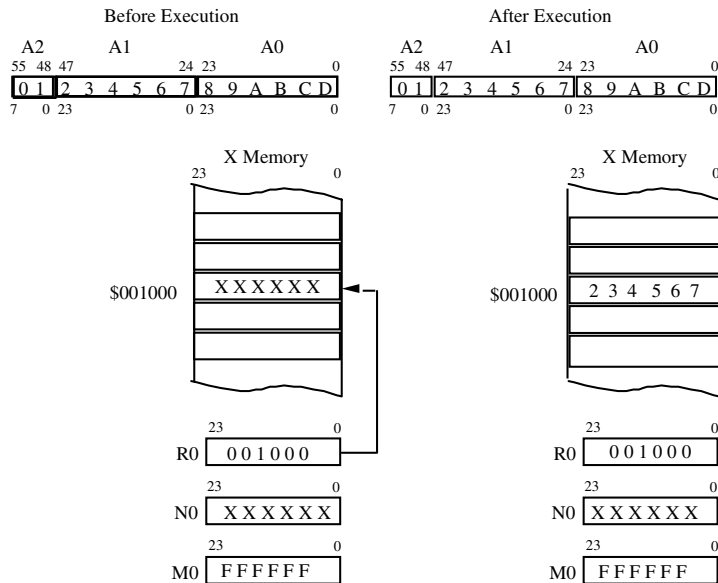 Before Execution After Execution
A2 A1 A0 A2 A1 A0
55 48 47 24 23 0 55 48 47 24 23 0
0 1 2 3 4 5 6 7 8 9 A B C D 0 1 2 3 4 5 6 7 8 9 A B C D
7 0 23 0 23 0 7 0 23 0 23 0
X Memory X Memory
23 0 23 0
$001000 X X X X X X $001000 2 3 4 5 6 7
23 0 23 0
R0 0 0 1 0 0 0 R0 0 0 1 0 0 0
23 0 23 0
N0 X X X X X X N0 X X X X X X
23 0 23 0
M0 F F F F F F M0 F F F F F F